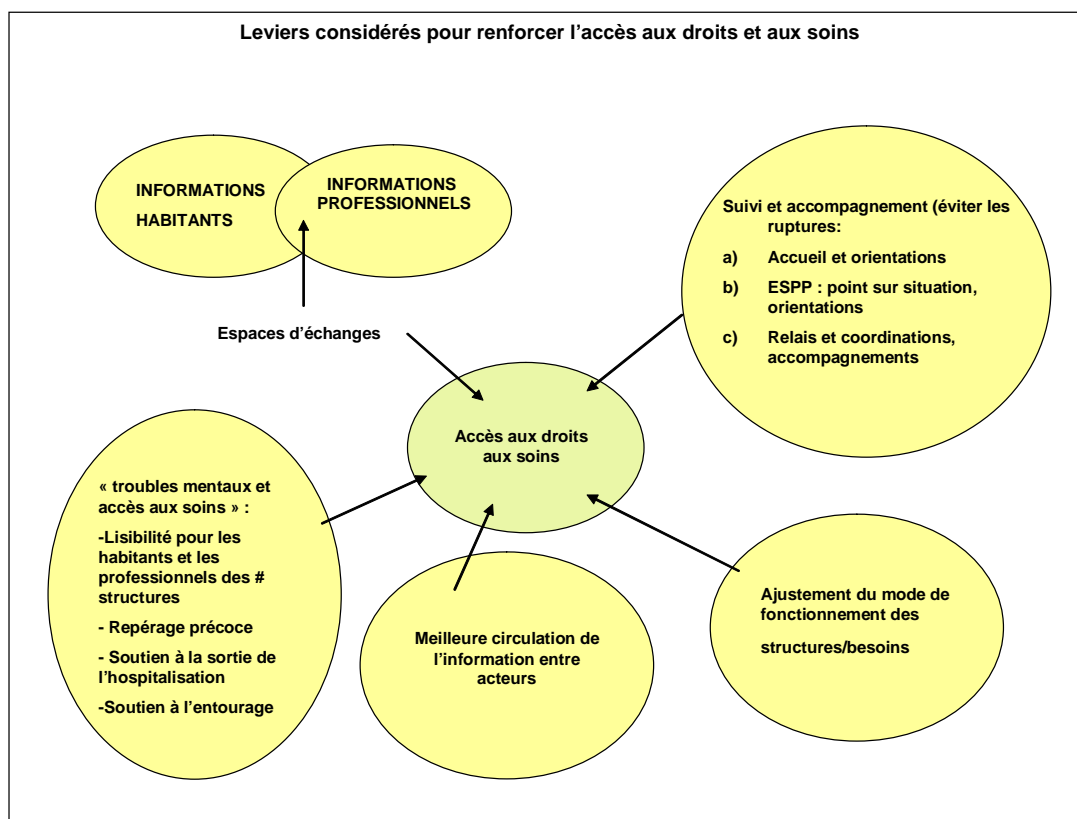 Leviers considérés pour renforcer l’accès aux droits et aux soins
INFORMATIONS
HABITANTS
INFORMATIONS
PROFESSIONNELS
Suivi et accompagnement (éviter les
ruptures:
a) Accueil et orientations
b) ESPP : point sur situation,
orientations
c) Relais et coordinations,
accompagnements
Espaces d’échanges
Accès aux droits
aux soins
« troubles mentaux et
accès aux soins » :
-Lisibilité pour les
habitants et les
professionnels des #
structures
- Repérage précoce
- Soutien à la sortie de
l’hospitalisation
-Soutien à l’entourage
Meilleure circulation de
l’information entre
acteurs
Ajustement du mode de
fonctionnement des
structures/besoins